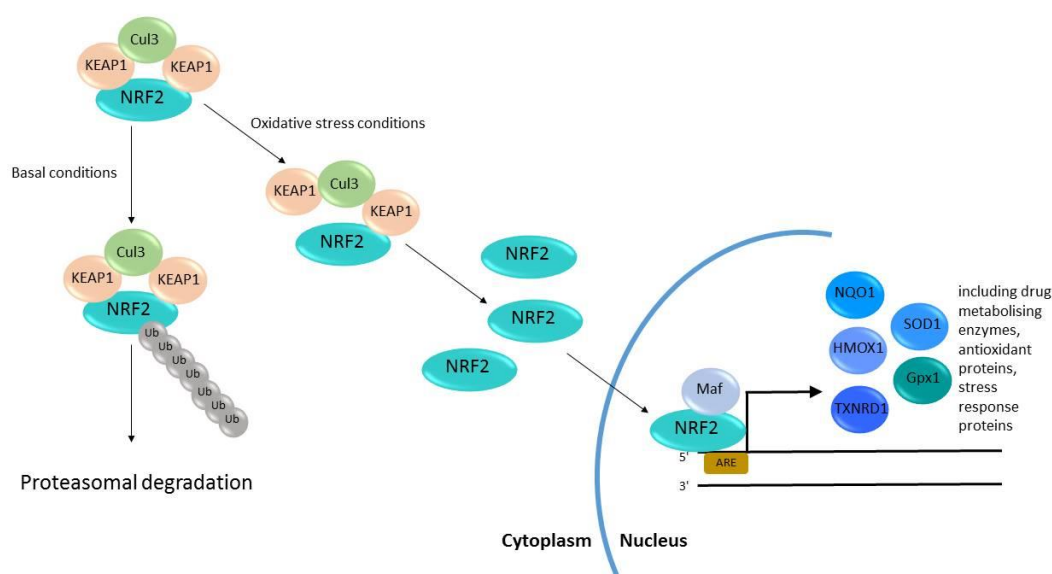 Cul3
KEAP1
KEAP1
NRF2
Oxidative stress conditions
Basal conditions
KEAP1
Cul3
KEAP1
NRF2
Cul3
KEAP1
KEAP1
NRF2
Ub
Ub
Ub
Ub
Ub
Ub
Ub
Proteasomal degradation
NRF2
NRF2
NRF2
Maf
NRF2
ARE
5'
3'
NQO1
SOD1
HMOX1
Gpx1
TXNRD1
including drug
metabolising
enzymes,
antioxidant
proteins,
stress
response
proteins
Cytoplasm
Nucleus